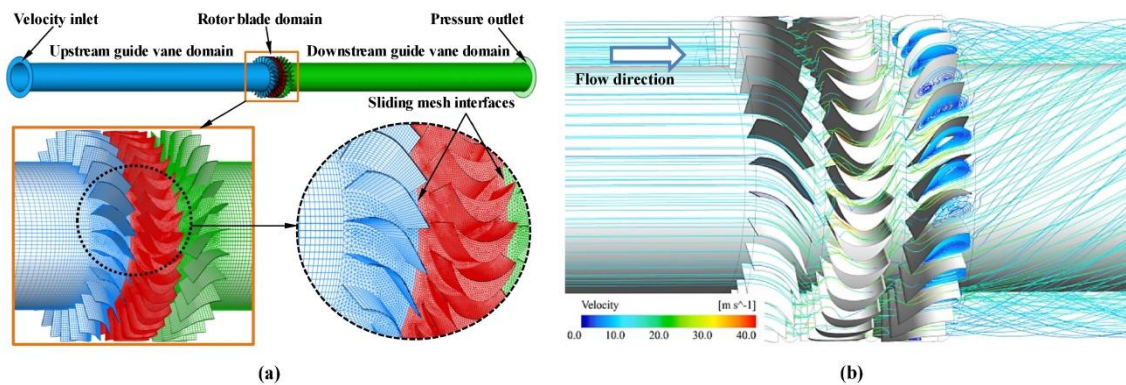 Velocity inlet
Rotor blade domain
Pressure outlet
Upstream guide vane domain
Downstream guide vane domain
Sliding mesh interfaces
(a)
Flow direction
Velocity
[m s^-1]
0.0 10.0 20.0 30.0 40.0
(b)